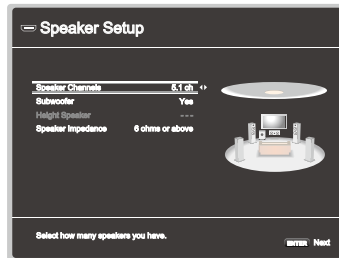 Speaker Setup
Speaker Channels 5.1 ch
Subwoofer Yes
Height Speaker ---
Speaker Impedance 6 ohms or above
Select how many speakers you have.
ENTER Next